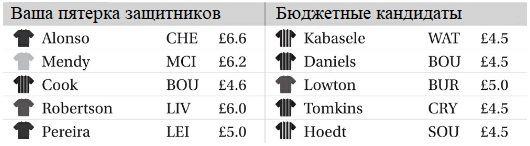 Ваша пятерка защитников Бюджетные кандидаты
Alonso CHE £6.6 Kabasele WAT £4.5
Mendy MCI £6.2 Daniels BOU £4.5
Cook BOU £4.6 Lowton BUR £5.0
Robertson LIV £6.0 Tomkins CRY £4.5
Pereira LEI £5.0 Hoedt SOU £4.5